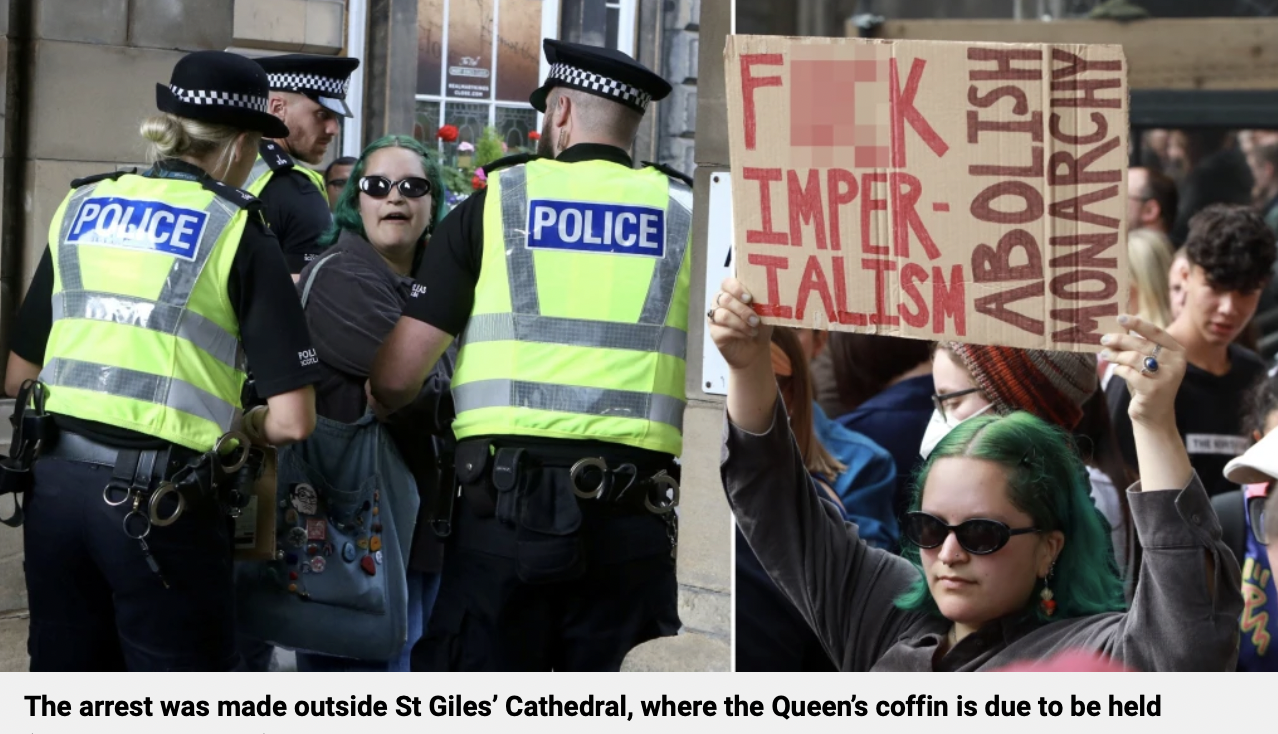 POLICE
POLICE
F K
IMPER-
IALISM
ABOLISH
MONARCHY
The arrest was made outside St Giles’ Cathedral, where the Queen’s coffin is due to be held